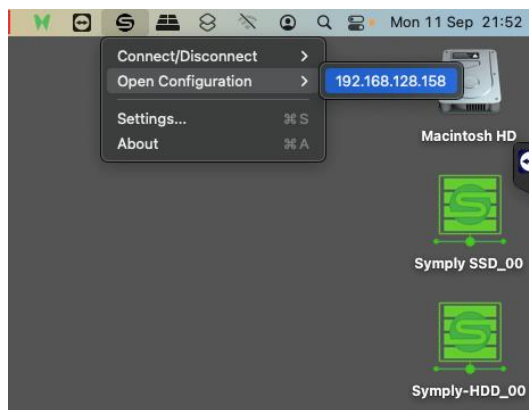 Mon 11 Sep 21:52
Connect/Disconnect >
Open Configuration >
192.168.128.158
Settings... ⌘ S
About ⌘ A
Macintosh HD
Symply SSD_00
Symply-HDD_00